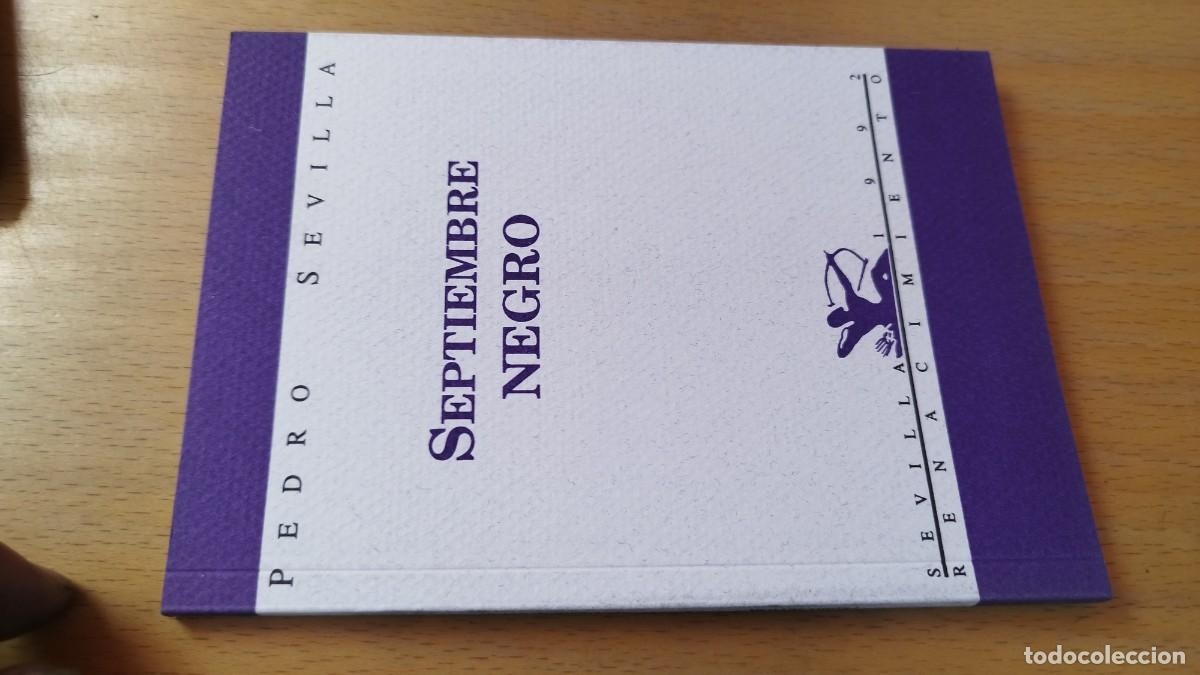 PEDRO SEVILLA
SEPTIEMBRE
NEGRO
SEVILLA 1992
RENACIMIENTO
todocoleccion